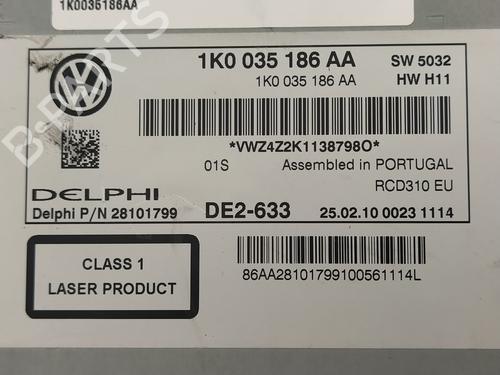 1K0035186AA
B-PARTS
1K0 035 186 AA
SW 5032
1K0 035 186 AA
HW H11
*VWZ4Z2K1138798O*
01S
Assembled in PORTUGAL
RCD310 EU
DELPHI
Delphi P/N 28101799
DE2-633
25.02.10 0023 1114
CLASS 1
LASER PRODUCT
86AA28101799100561114L